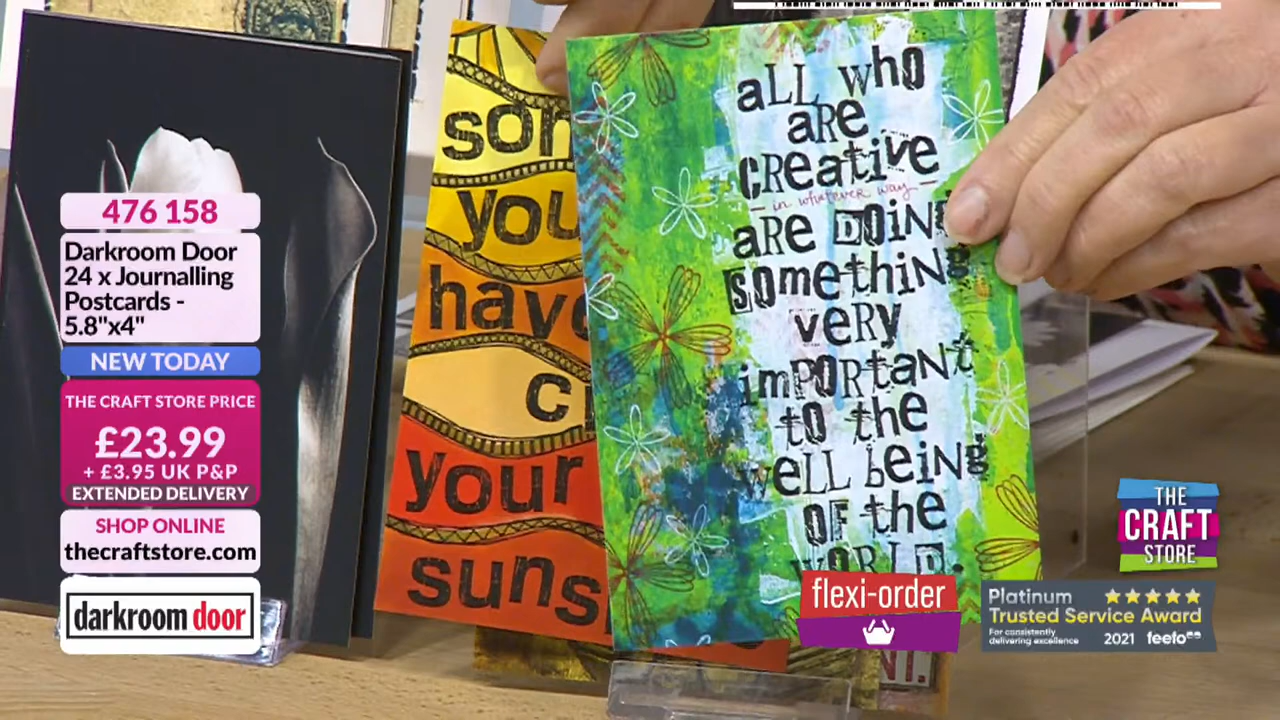 476 158
Darkroom Door
24 x Journalling
Postcards -
5.8"x4"
NEW TODAY
THE CRAFT STORE PRICE
£23.99
+ £3.95 UK P&P
EXTENDED DELIVERY
SHOP ONLINE
thecraftstore.com
darkroom door
son
you
have
your
suns
aLL who
aRe
CReative
in whatever way
aRe DOiNg
sometHiNg
veRy
imPORtaNt
to the
weLL beiNg
OF the
WORLD.
flexi-order
THE
CRAFT
STORE
Platinum
Trusted Service Award
For consistently
delivering excellence
2021 feefo